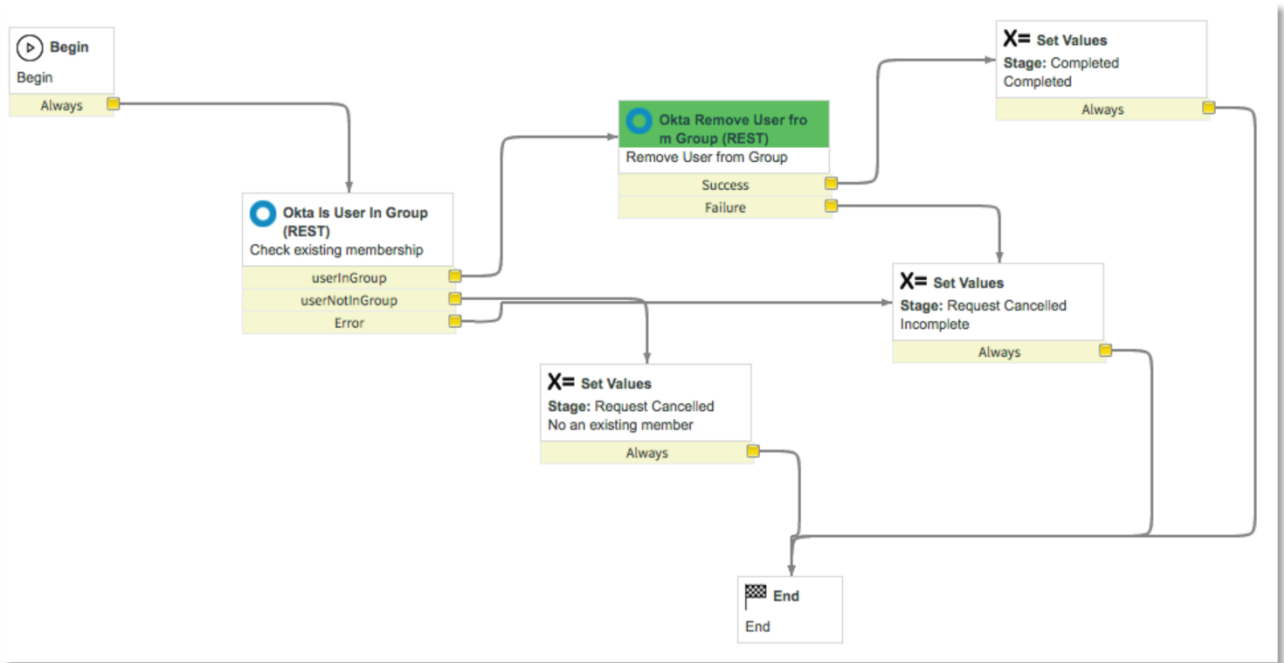 Begin
Begin
Always
Okta Is User In Group
(REST)
Check existing membership
userInGroup
userNotInGroup
Error
Okta Remove User fro
m Group (REST)
Remove User from Group
Success
Failure
X= Set Values
Stage: Completed
Completed
Always
X= Set Values
Stage: Request Cancelled
Incomplete
Always
X= Set Values
Stage: Request Cancelled
No an existing member
Always
End
End